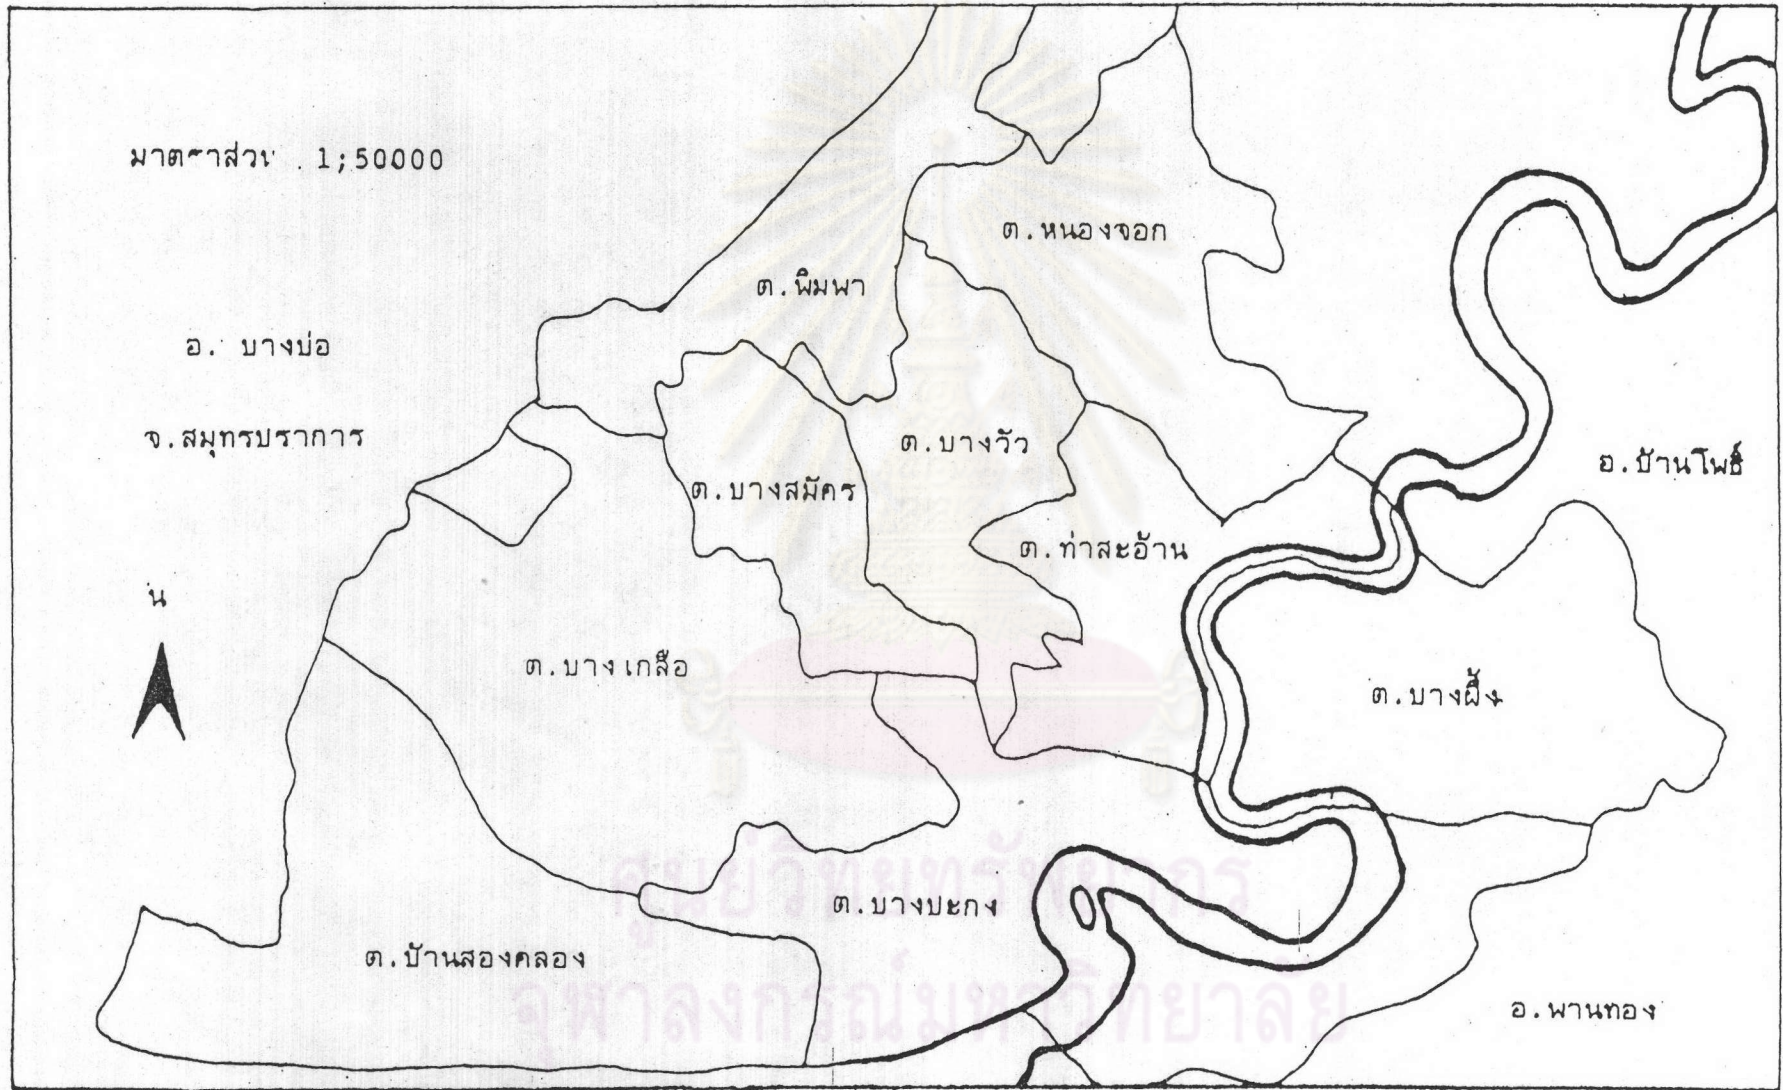 มาตราส่วน 1;50000
ต.หนองจอก
ต.พิมพา
อ. บางบ่อ
จ.สมุทรปราการ
ต.บางวัว
อ.บ้านโพธิ์
ต.บางสมัคร
ต.ท่าสะอ้าน
น
ต.บางเกลือ
ต.บางผึ้ง
ต.บางปะกง
ต.บ้านสองคลอง
อ.พานทอง
ศูนย์วิทยทรัพยากร
จุฬาลงกรณ์มหาวิทยาลัย